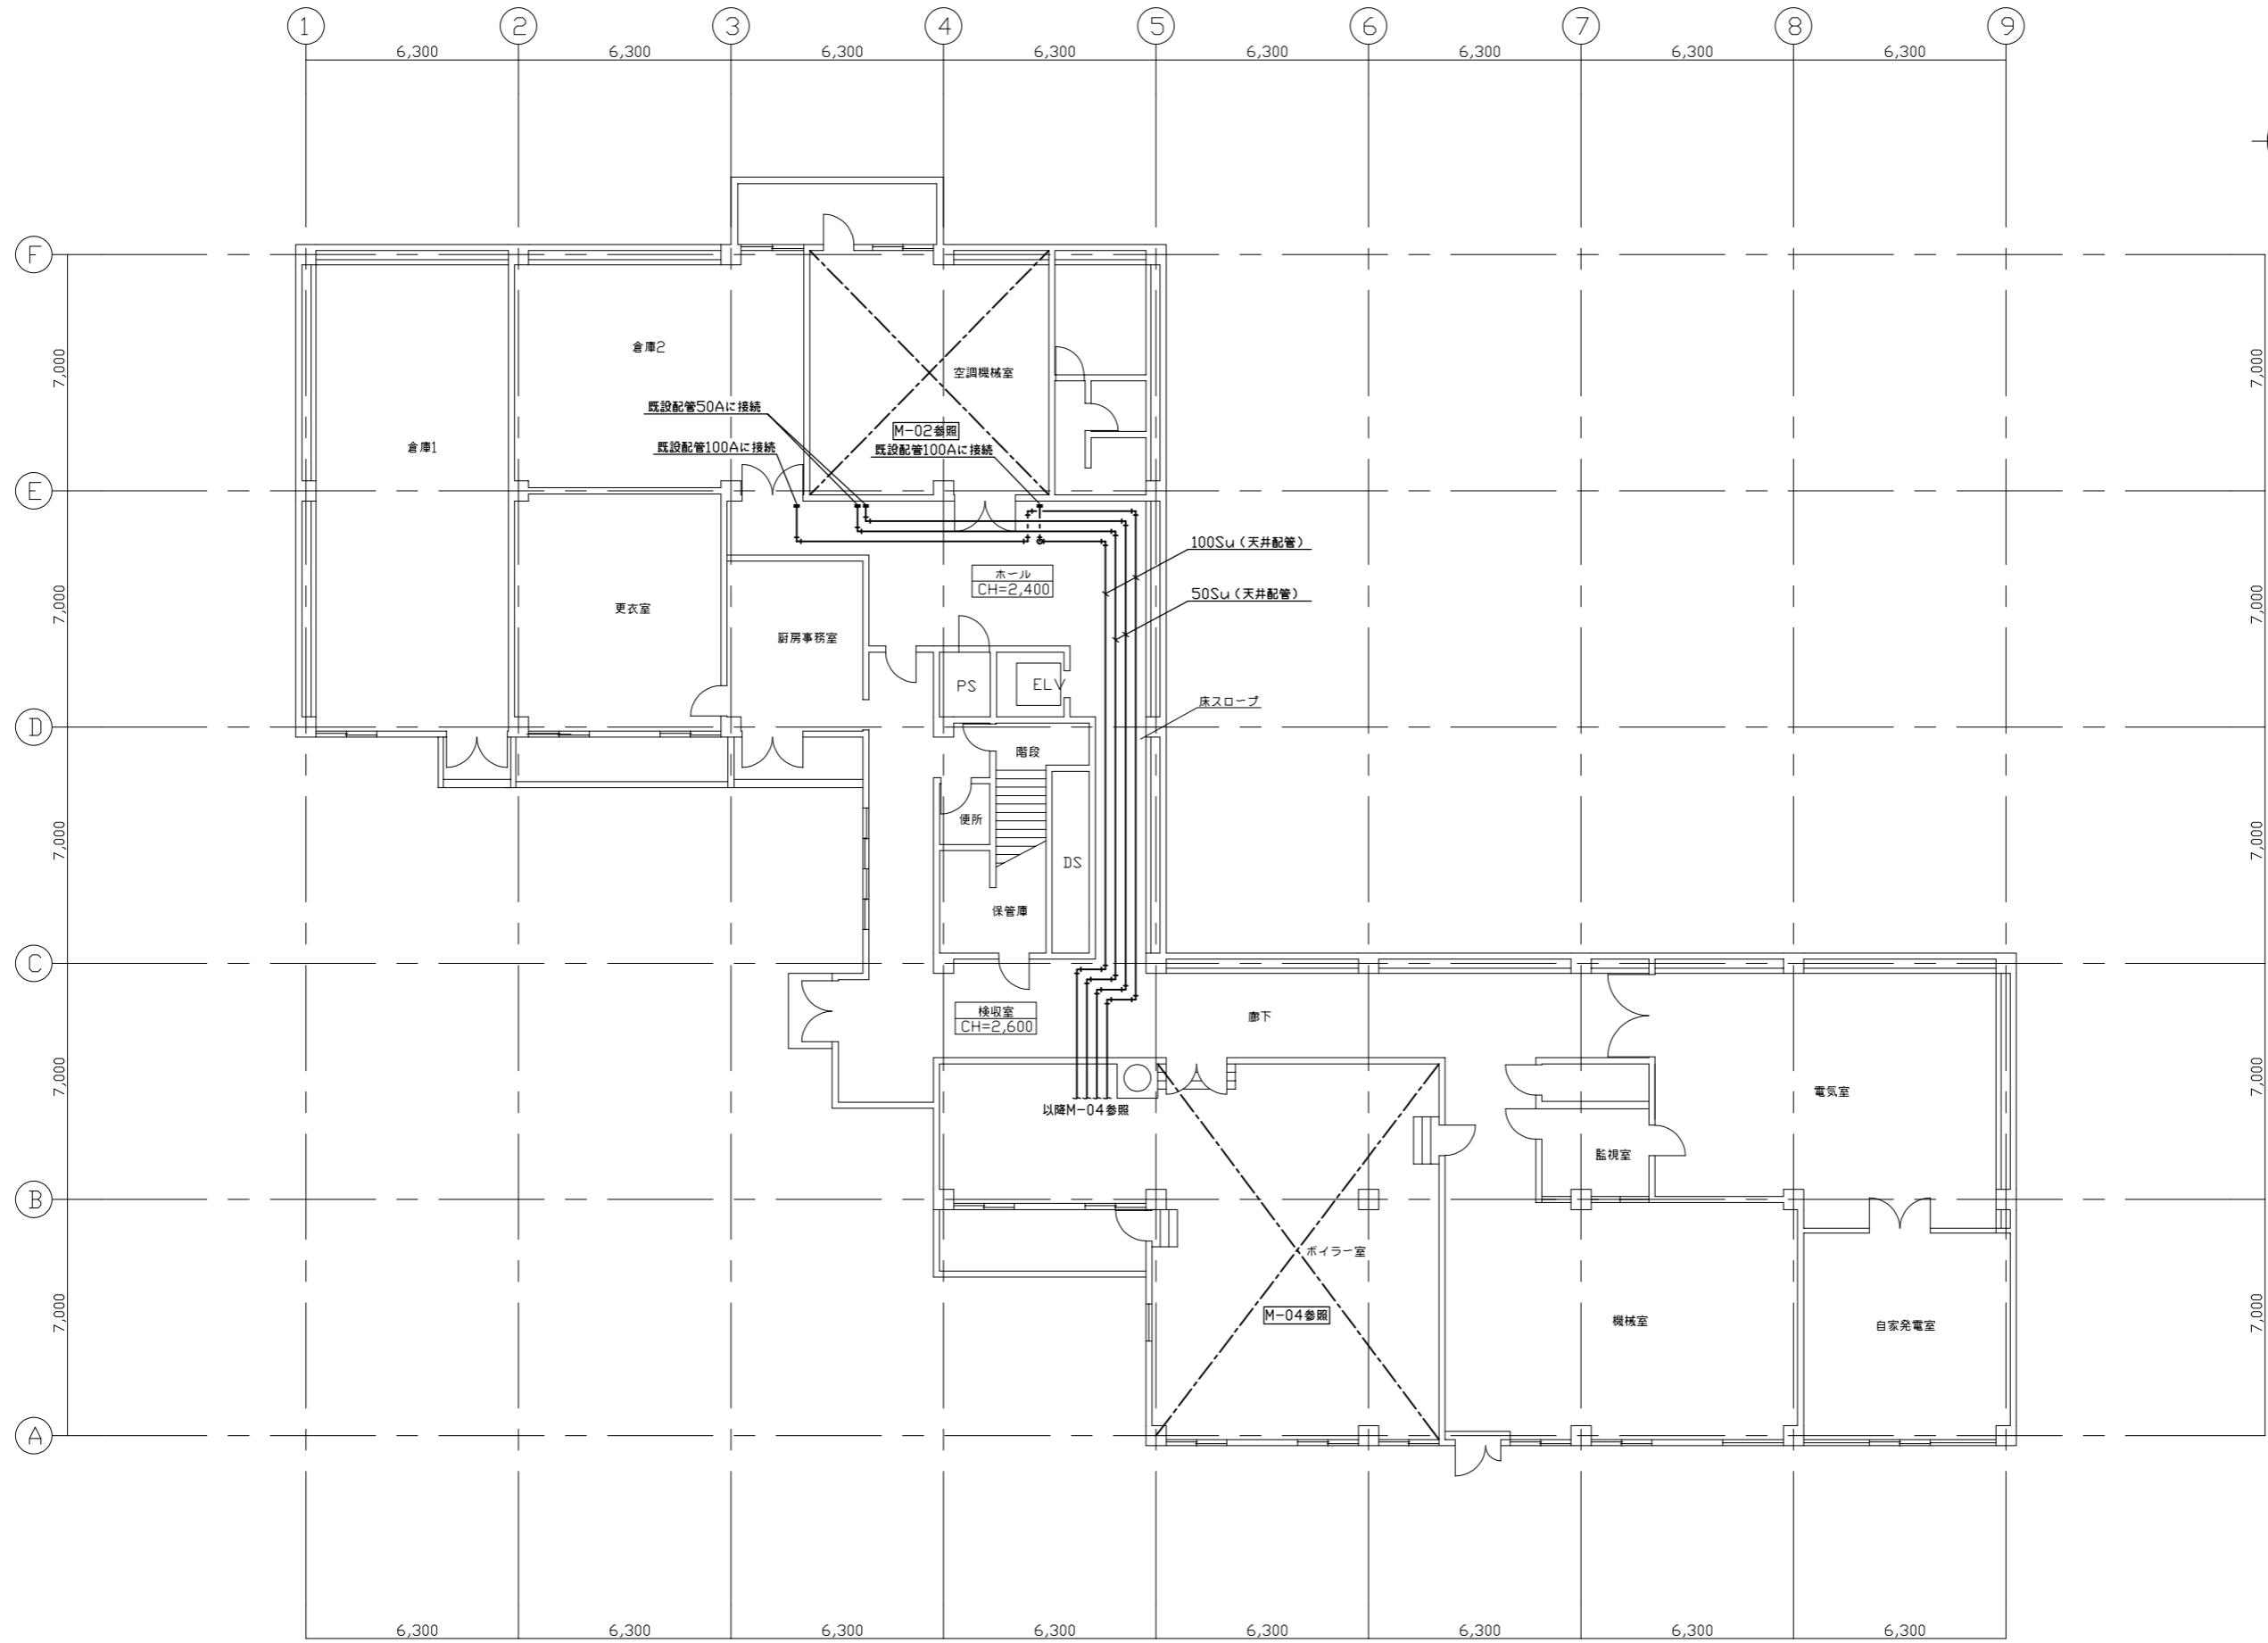 1 2 3 4 5 6 7 8 9
6,300 6,300 6,300 6,300 6,300 6,300 6,300 6,300
F
7,000 7,000
倉庫2
空調機械室
既設配管50Aに接続
M-02参照
既設配管100Aに接続
既設配管100Aに接続
倉庫1
E
100Su(天井配管)
ホール
CH=2,400
50Su(天井配管)
7,000 7,000
更衣室
厨房事務室
PS
ELV
床スロープ
D
階段
便所
7,000 7,000
DS
保管庫
C
検収室
CH=2,600
廊下
7,000 7,000
電気室
以降M-04参照
監視室
B
ボイラー室
M-04参照
機械室
自家発電室
7,000 7,000
A
6,300 6,300 6,300 6,300 6,300 6,300 6,300 6,300